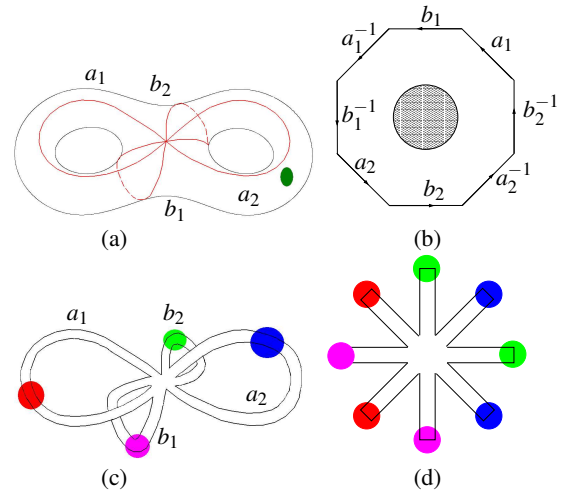 a₁ b₂
b₁ a₂
(a)
b₁
a₁⁻¹ a₁
b₁⁻¹ b₂⁻¹
a₂ a₂⁻¹
b₂
(b)
a₁ b₂
a₂
b₁
(c)
(d)